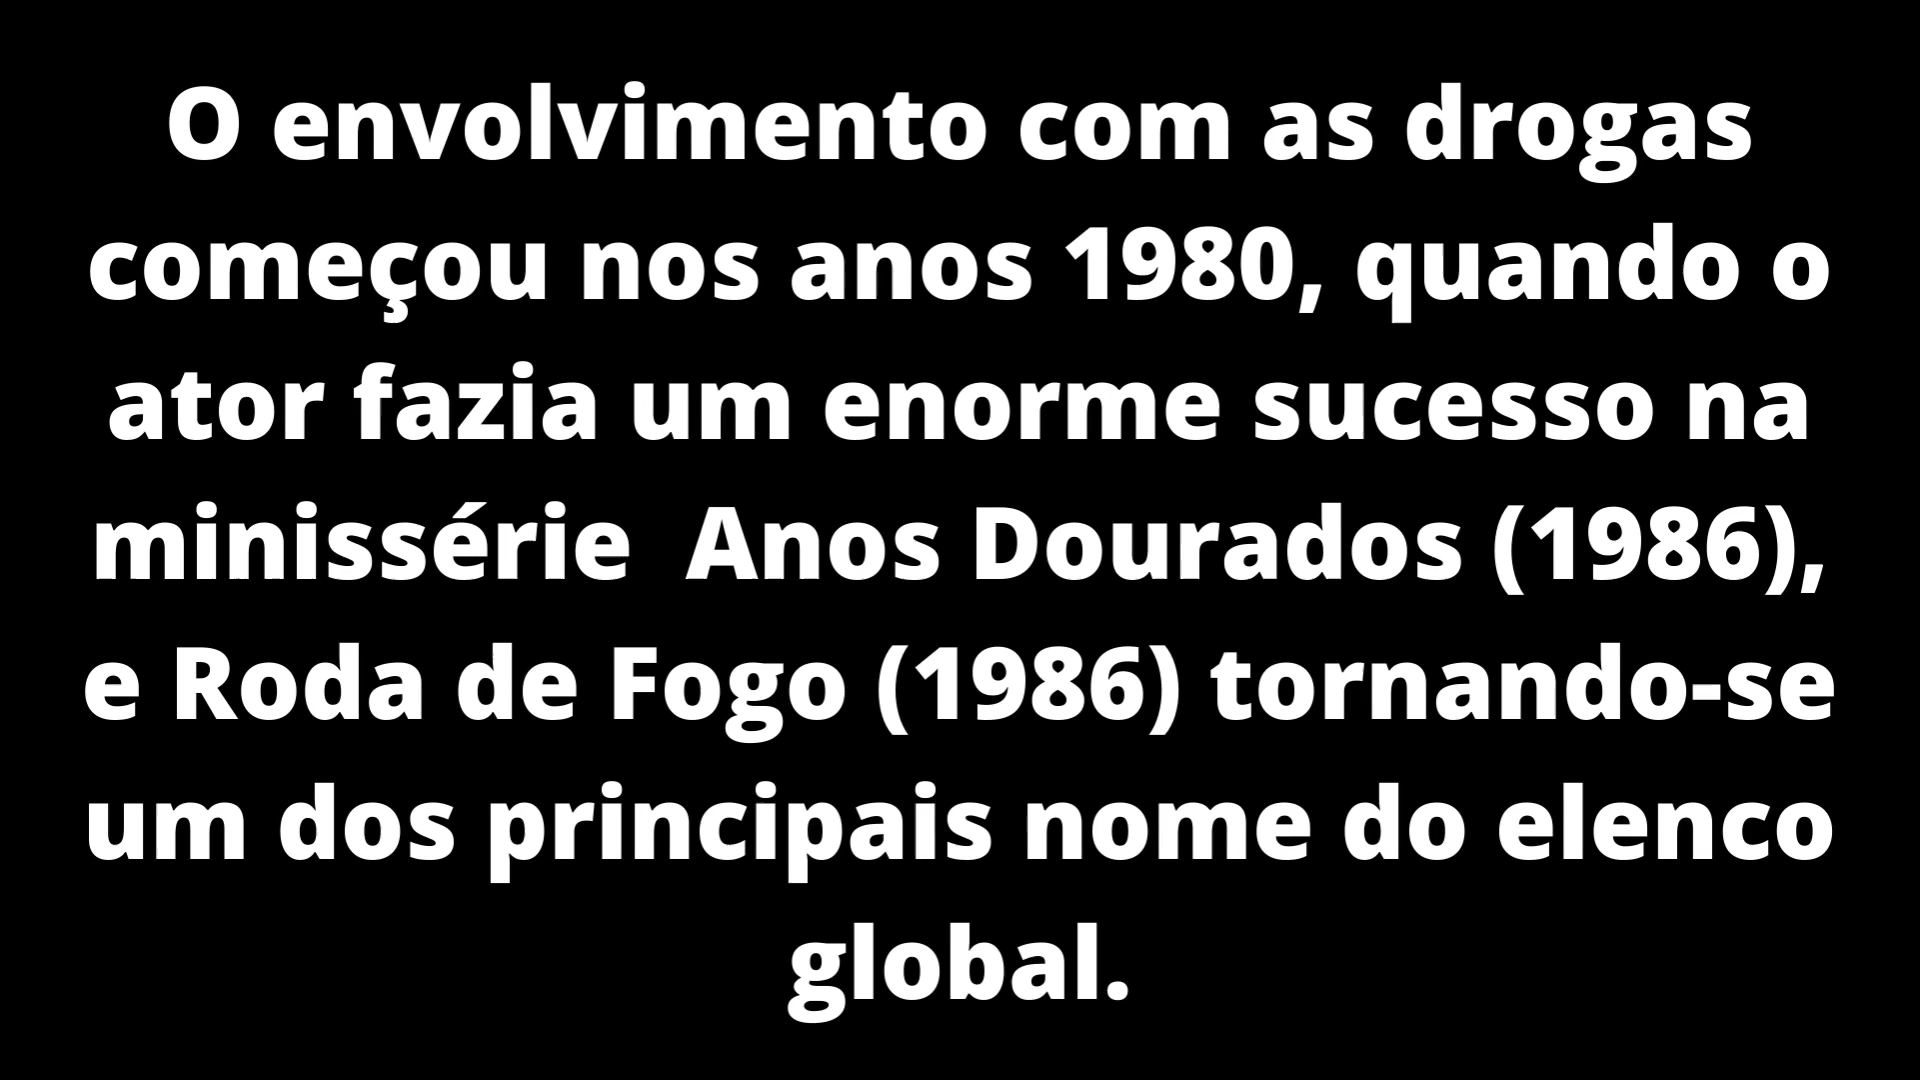 O envolvimento com as drogas
começou nos anos 1980, quando o
ator fazia um enorme sucesso na
minissérie  Anos Dourados (1986),
e Roda de Fogo (1986) tornando-se
um dos principais nome do elenco
global.